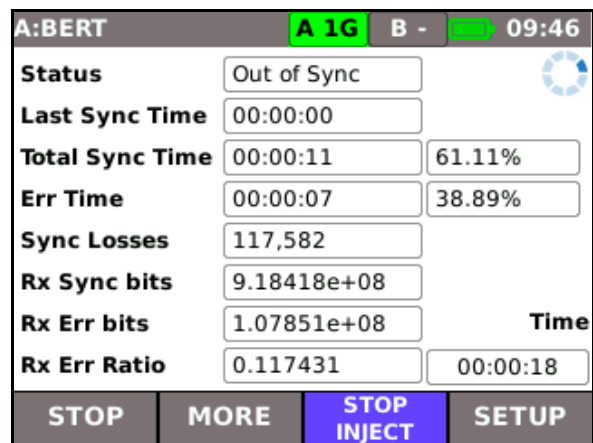 A:BERT A 1G B - 09:46
Status Out of Sync
Last Sync Time 00:00:00
Total Sync Time 00:00:11 61.11%
Err Time 00:00:07 38.89%
Sync Losses 117,582
Rx Sync bits 9.18418e+08
Rx Err bits 1.07851e+08 Time
Rx Err Ratio 0.117431 00:00:18
STOP MORE STOP INJECT SETUP